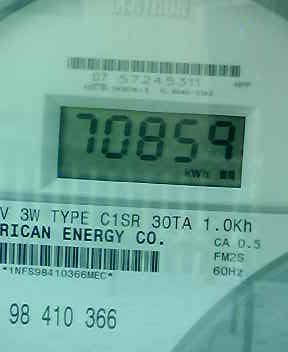 07 57245311
70859
kWh
V 3W TYPE C1SR 30TA 1.0Kh
RICAN ENERGY CO.
CA 0.5
FM2S
60Hz
*1NFS98410366MEC*
98 410 366